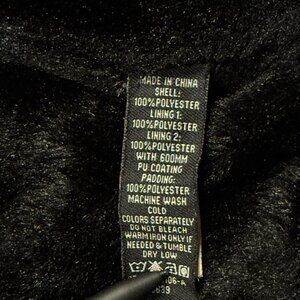 MADE IN CHINA
SHELL:
100%POLYESTER
LINING 1:
100%POLYESTER
LINING 2:
100%POLYESTER
WITH 600MM
PU COATING
PADDING:
100%POLYESTER
MACHINE WASH
COLD
COLORS SEPARATELY
DO NOT BLEACH
WARM IRON ONLY IF
NEEDED & TUMBLE
DRY LOW